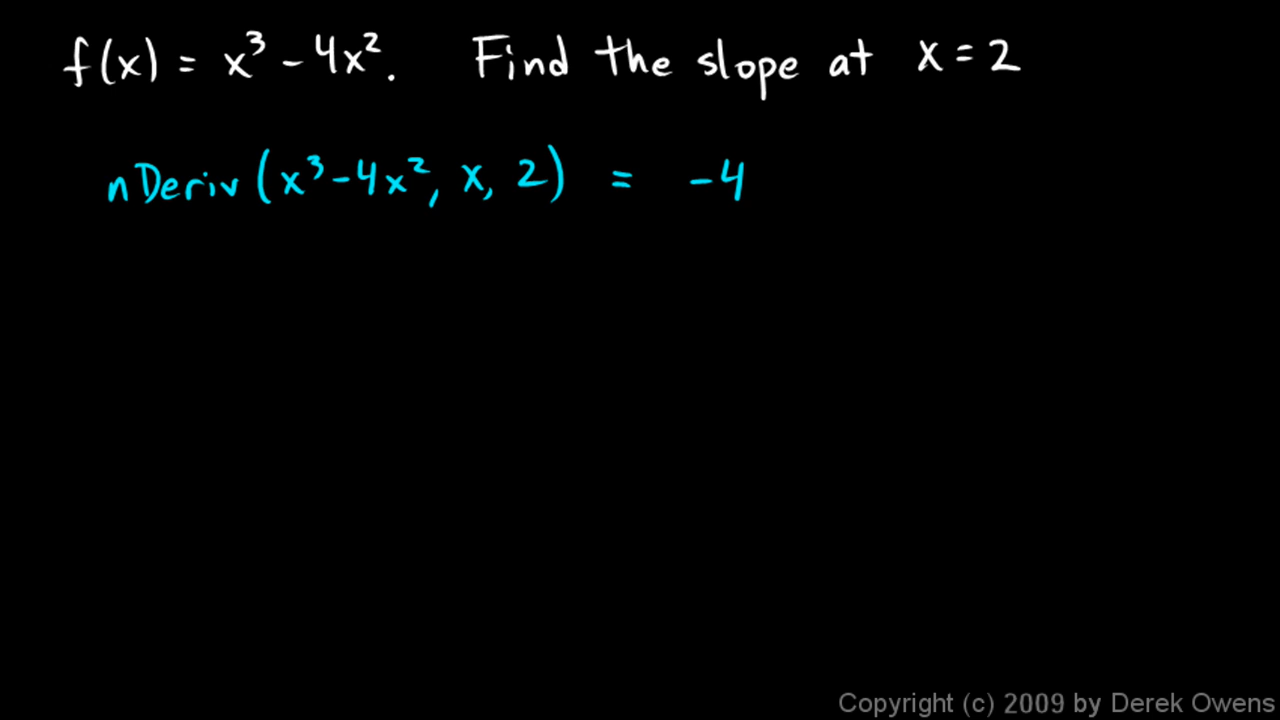 f(x) = x³ - 4x². Find the slope at x = 2
nDeriv(x³-4x², x, 2) = -4
Copyright (c) 2009 by Derek Owens